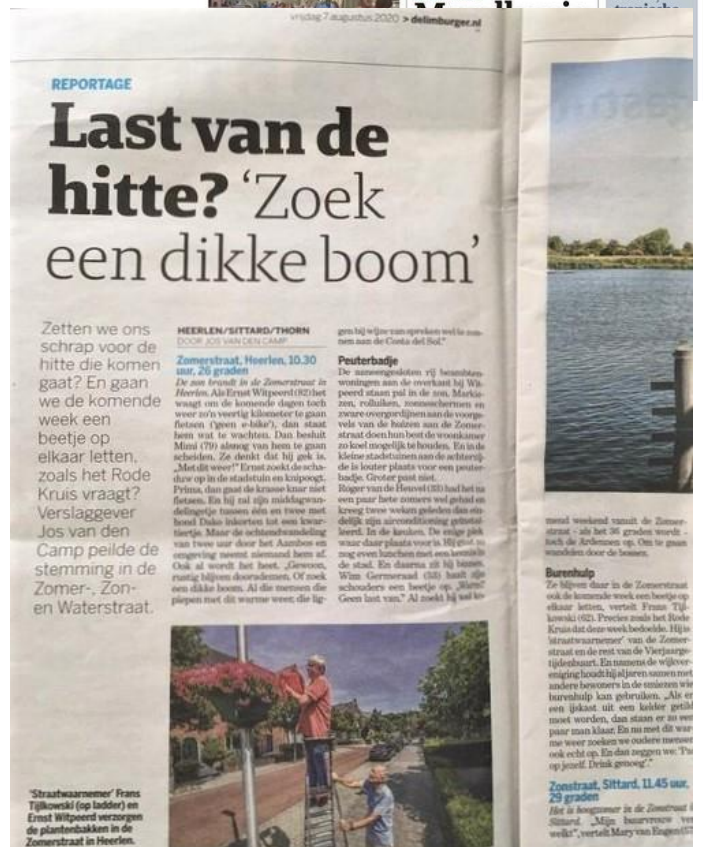 vrijdag 7 augustus 2020 > delimburger.nl
REPORTAGE
Last van de
hitte? ‘Zoek
een dikke boom’
Zetten we ons
schrap voor de
hitte die komen
gaat? En gaan
we de komende
week een
beetje op
elkaar letten,
zoals het Rode
Kruis vraagt?
Verslaggever
Jos van den
Camp peilde de
stemming in de
Zomer-, Zon-
en Waterstraat.
HEERLEN/SITTARD/THORN
DOOR JOS VAN DEN CAMP
Zomerstraat, Heerlen, 10.30
uur, 26 graden
De zon brandt in de Zomerstraat in
Heerlen. Als Ernst Witpeerd (82) het
waagt om de komende dagen toch
weer zo'n veertig kilometer te gaan
fietsen ('geen e-bike'), dan staat
hem wat te wachten. Dan besluit
Mimi (79) alsnog van hem te gaan
scheiden. Ze denkt dat hij gek is.
„Met dit weer!” Ernst zoekt de scha-
duw op in de stadstuin en knipoogt.
Prima, dan gaat de krasse knar niet
fietsen. En hij zal zijn middagwan-
delingetje tussen één en twee met
hond Dako inkorten tot een kwar-
tiertje. Maar de ochtendwandeling
van twee uur door het Aambos en
omgeving neemt niemand hem af.
Ook al wordt het heet. „Gewoon,
rustig blijven doorademen. Of zoek
een dikke boom. Al die mensen die
piepen met dit warme weer, die lig-
gen bij wijze van spreken wel te zon-
nen aan de Costa del Sol.”
Peuterbadje
De aaneengesloten rij beambten-
woningen aan de overkant bij Wit-
peerd staan pal in de zon. Markie-
zen, rolluiken, zonneschermen en
zware overgordijnen aan de voorge-
vels van de huizen aan de Zomer-
straat doen hun best de woonkamer
zo koel mogelijk te houden. En in de
kleine stadstuinen aan de achterzij-
de is louter plaats voor een peuter-
badje. Groter past niet.
Roger van de Heuvel (33) had het na
een paar hete zomers wel gehad en
kreeg twee weken geleden dan ein-
delijk zijn airconditioning geïnstal-
leerd. In de keuken. De enige plek
waar daar plaats voor is. Hij gaat zo
nog even lunchen met een kennis in
de stad. En daarna zit hij binnen.
Wim Germeraad (53) haalt zijn
schouders een beetje op. „Warm?
Geen last van.” Al zoekt hij wel ko-
mend weekend vanuit de Zomer-
straat - als het 36 graden wordt -
toch de Ardennen op. Om te gaan
wandelen door de bossen.
Burenhulp
Ze blijven daar in de Zomerstraat
ook de komende week een beetje op
elkaar letten, vertelt Frans Tijl-
kowski (62). Precies zoals het Rode
Kruis dat deze week bedoelde. Hij is
'straatwaarnemer' van de Zomer-
straat en de rest van de Vierjaarge-
tijdenbuurt. En namens de wijkver-
eniging houdt hij al jaren samen met
andere bewoners in de smiezen wie
burenhulp kan gebruiken. „Als er
een ijskast uit een kelder getild
moet worden, dan staan er zo een
paar man klaar. En nu met dit war-
me weer zoeken we oudere mensen
ook echt op. En dan zeggen we: 'Pas
op jezelf. Drink genoeg'.”
Zonstraat, Sittard, 11.45 uur,
29 graden
Het is hoogzomer in de Zonstraat
Sittard. „Mijn buurvrouw
welkt”, vertelt Mary van Engen
'Straatwaarnemer' Frans
Tijlkowski (op ladder) en
Ernst Witpeerd verzorgen
de plantenbakken in de
Zomerstraat in Heerlen.